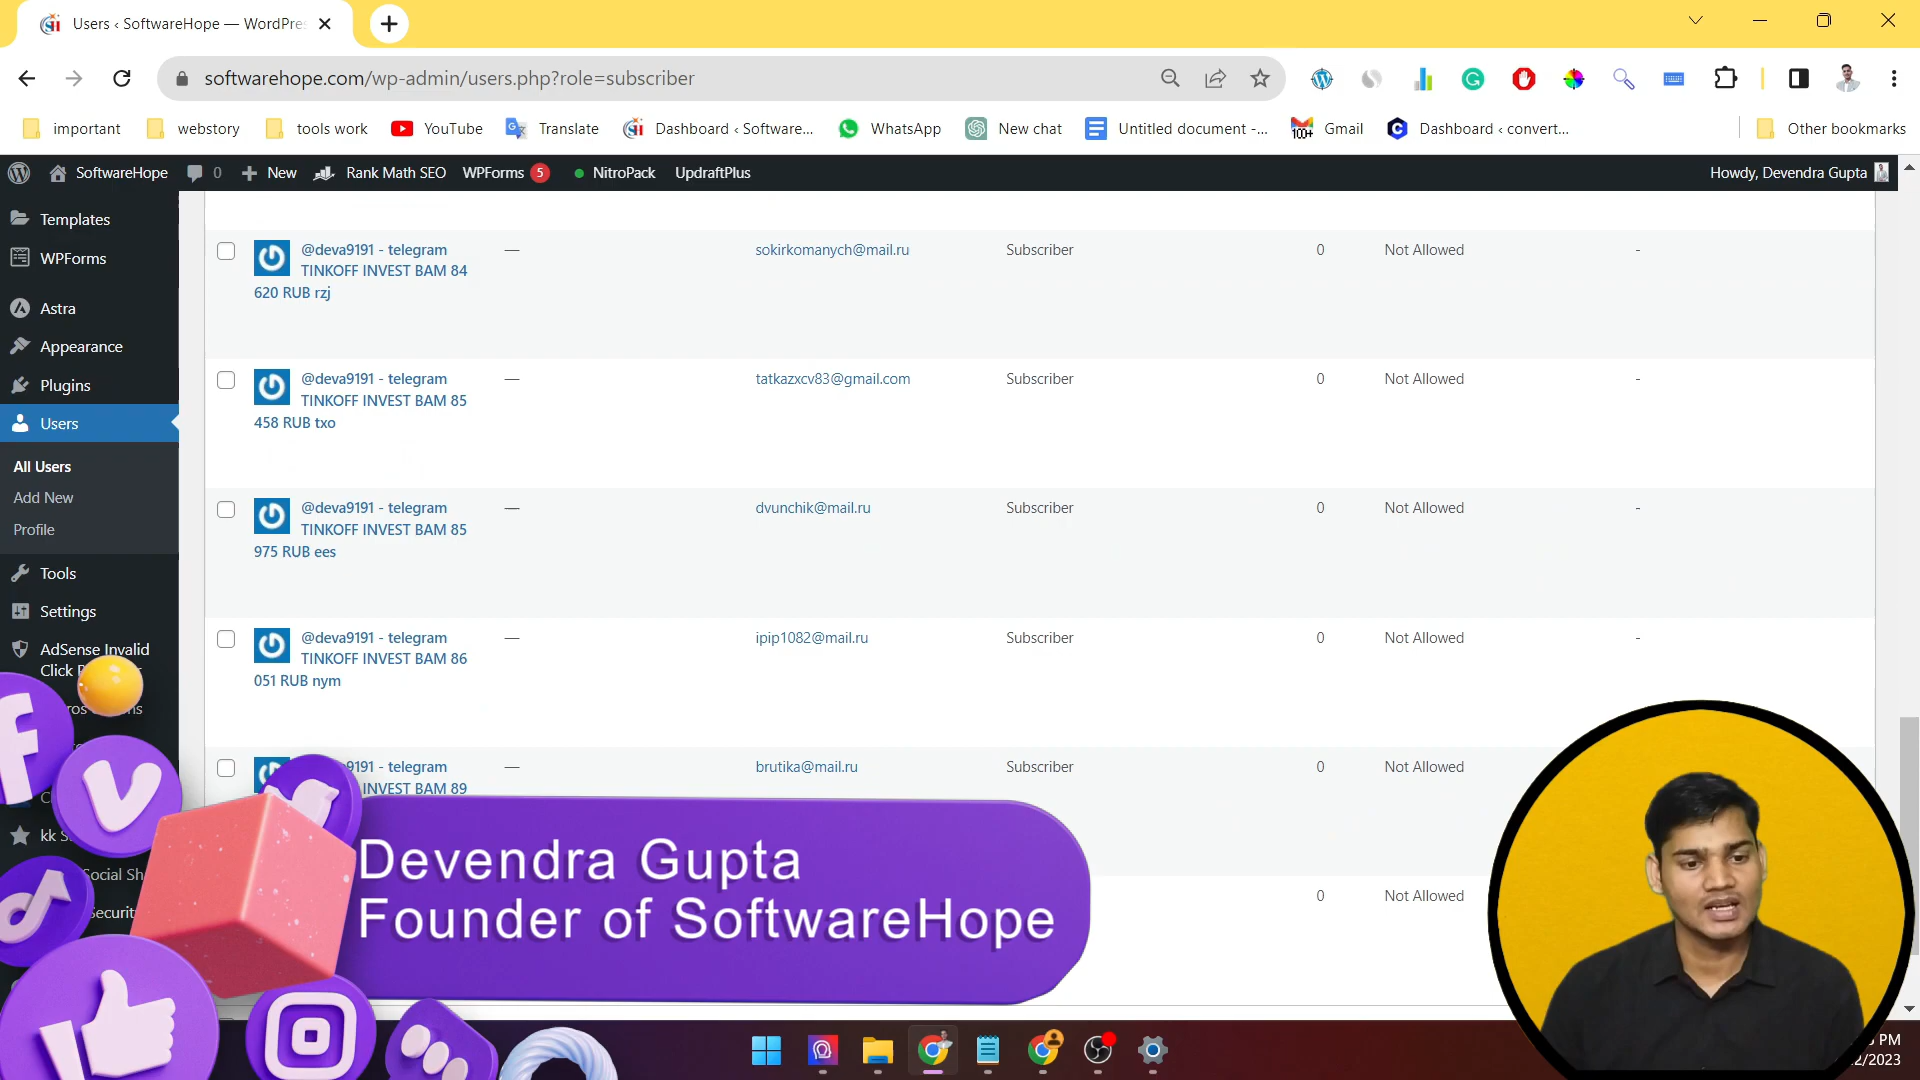 Users ‹ SoftwareHope — WordPre
softwarehope.com/wp-admin/users.php?role=subscriber
important
webstory
tools work
YouTube
Translate
Dashboard ‹ Software...
WhatsApp
New chat
Untitled document -...
100+
Gmail
Dashboard ‹ convert...
Other bookmarks
SoftwareHope
0
New
Rank Math SEO
WPForms 5
NitroPack
UpdraftPlus
Howdy, Devendra Gupta
Templates
WPForms
Astra
Appearance
Plugins
Users
All Users
Add New
Profile
Tools
Settings
AdSense Invalid
Click
kk S
Social Sh
Securit
@deva9191 - telegram — sokirkomanych@mail.ru Subscriber 0 Not Allowed -
TINKOFF INVEST BAM 84
620 RUB rzj
@deva9191 - telegram — tatkazxcv83@gmail.com Subscriber 0 Not Allowed -
TINKOFF INVEST BAM 85
458 RUB txo
@deva9191 - telegram — dvunchik@mail.ru Subscriber 0 Not Allowed -
TINKOFF INVEST BAM 85
975 RUB ees
@deva9191 - telegram — ipip1082@mail.ru Subscriber 0 Not Allowed -
TINKOFF INVEST BAM 86
051 RUB nym
a9191 - telegram — brutika@mail.ru Subscriber 0 Not Allowed
INVEST BAM 89
0 Not Allowed
Devendra Gupta
Founder of SoftwareHope
PM
2/2023